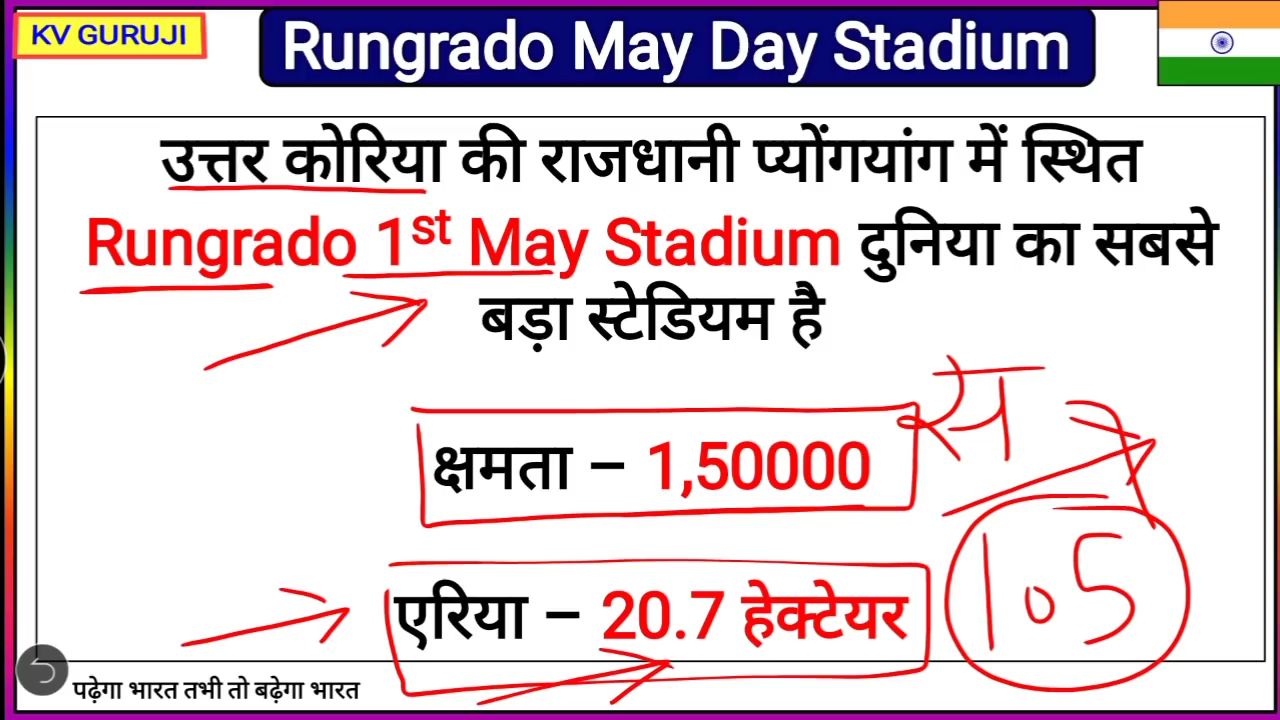 KV GURUJI
Rungrado May Day Stadium
उत्तर कोरिया की राजधानी प्योंगयांग में स्थित
Rungrado 1st May Stadium दुनिया का सबसे
बड़ा स्टेडियम है
क्षमता – 1,50000
एरिया – 20.7 हेक्टेयर
105
पढ़ेगा भारत तभी तो बढ़ेगा भारत